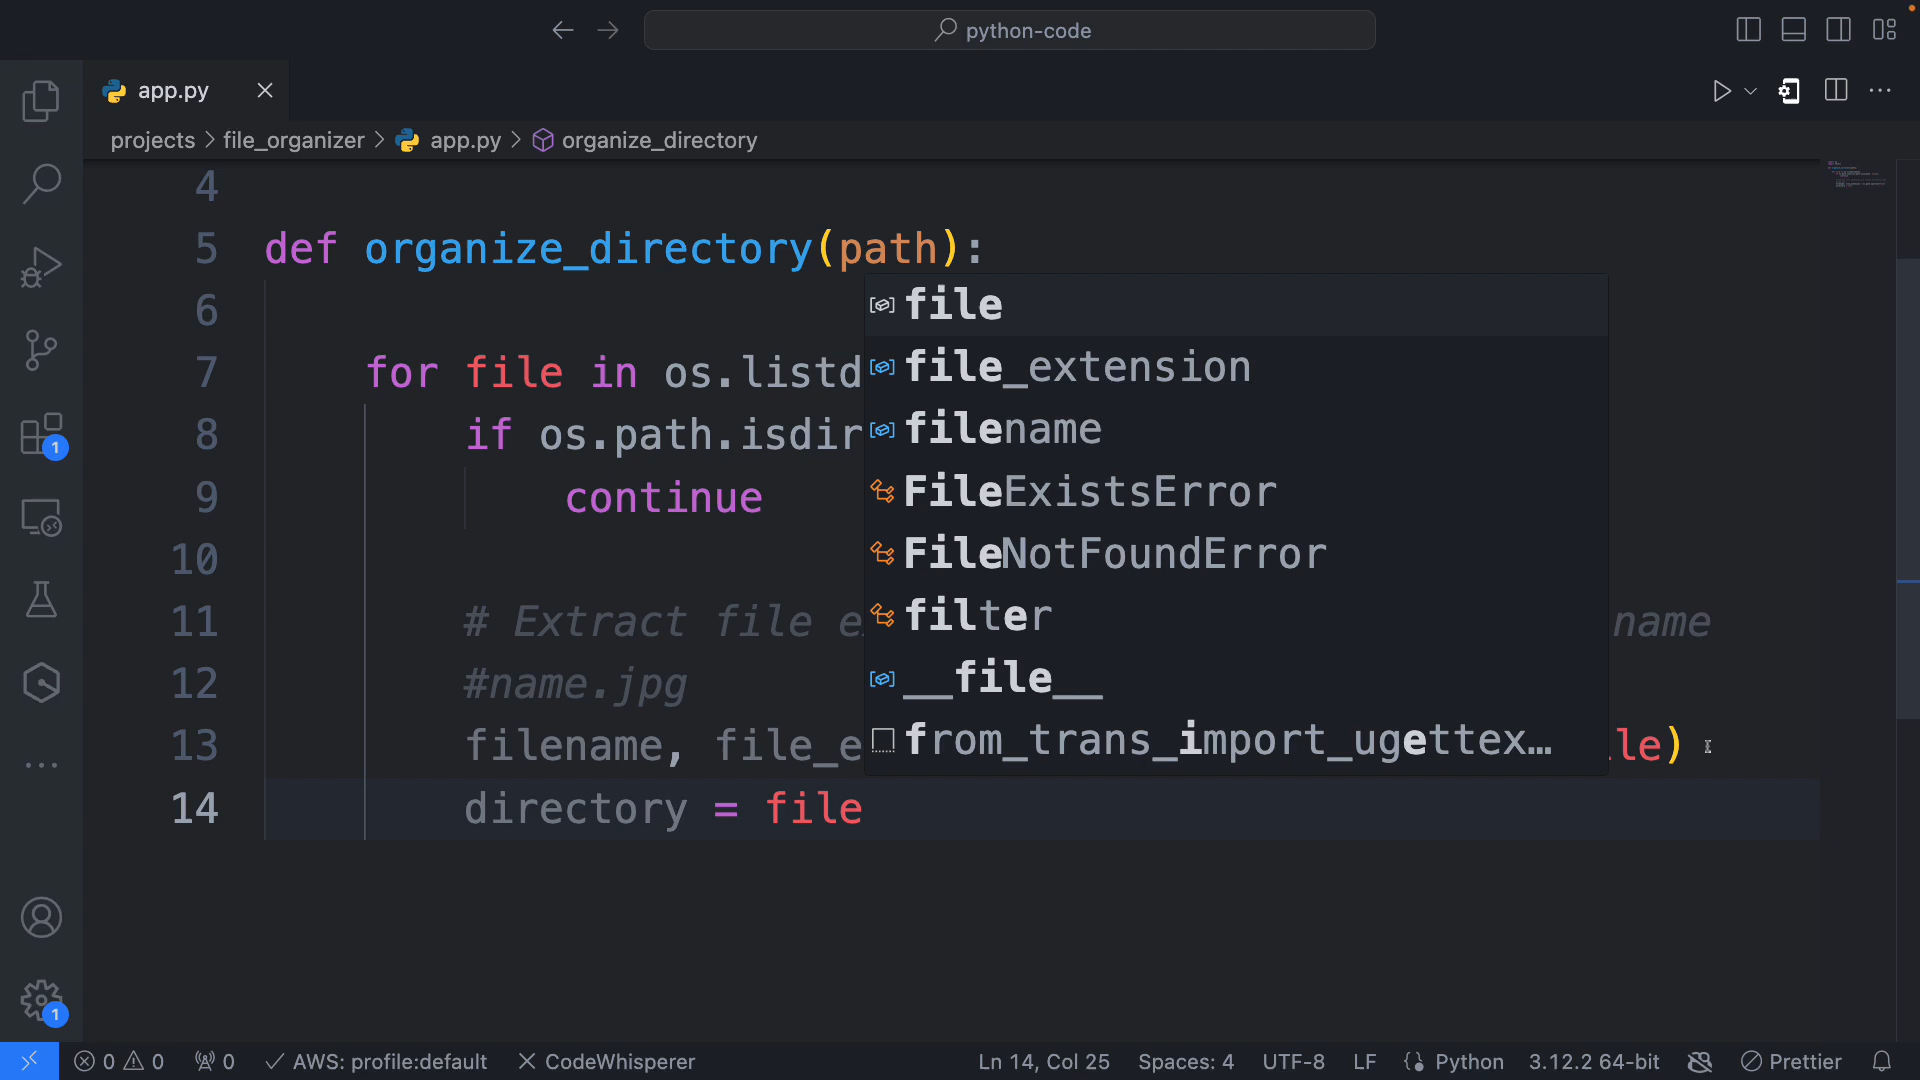 python-code
app.py
projects > file_organizer > app.py > organize_directory
4
5 def organize_directory(path):
6
7 for file in os.listd
8 if os.path.isdir
9 continue
10
11 # Extract file e name
12 #name.jpg
13 filename, file_e le)
14 directory = file
file
file_extension
filename
FileExistsError
FileNotFoundError
filter
__file__
from_trans_import_ugettex…
1
1
0 0 0 AWS: profile:default CodeWhisperer Ln 14, Col 25 Spaces: 4 UTF-8 LF Python 3.12.2 64-bit Prettier